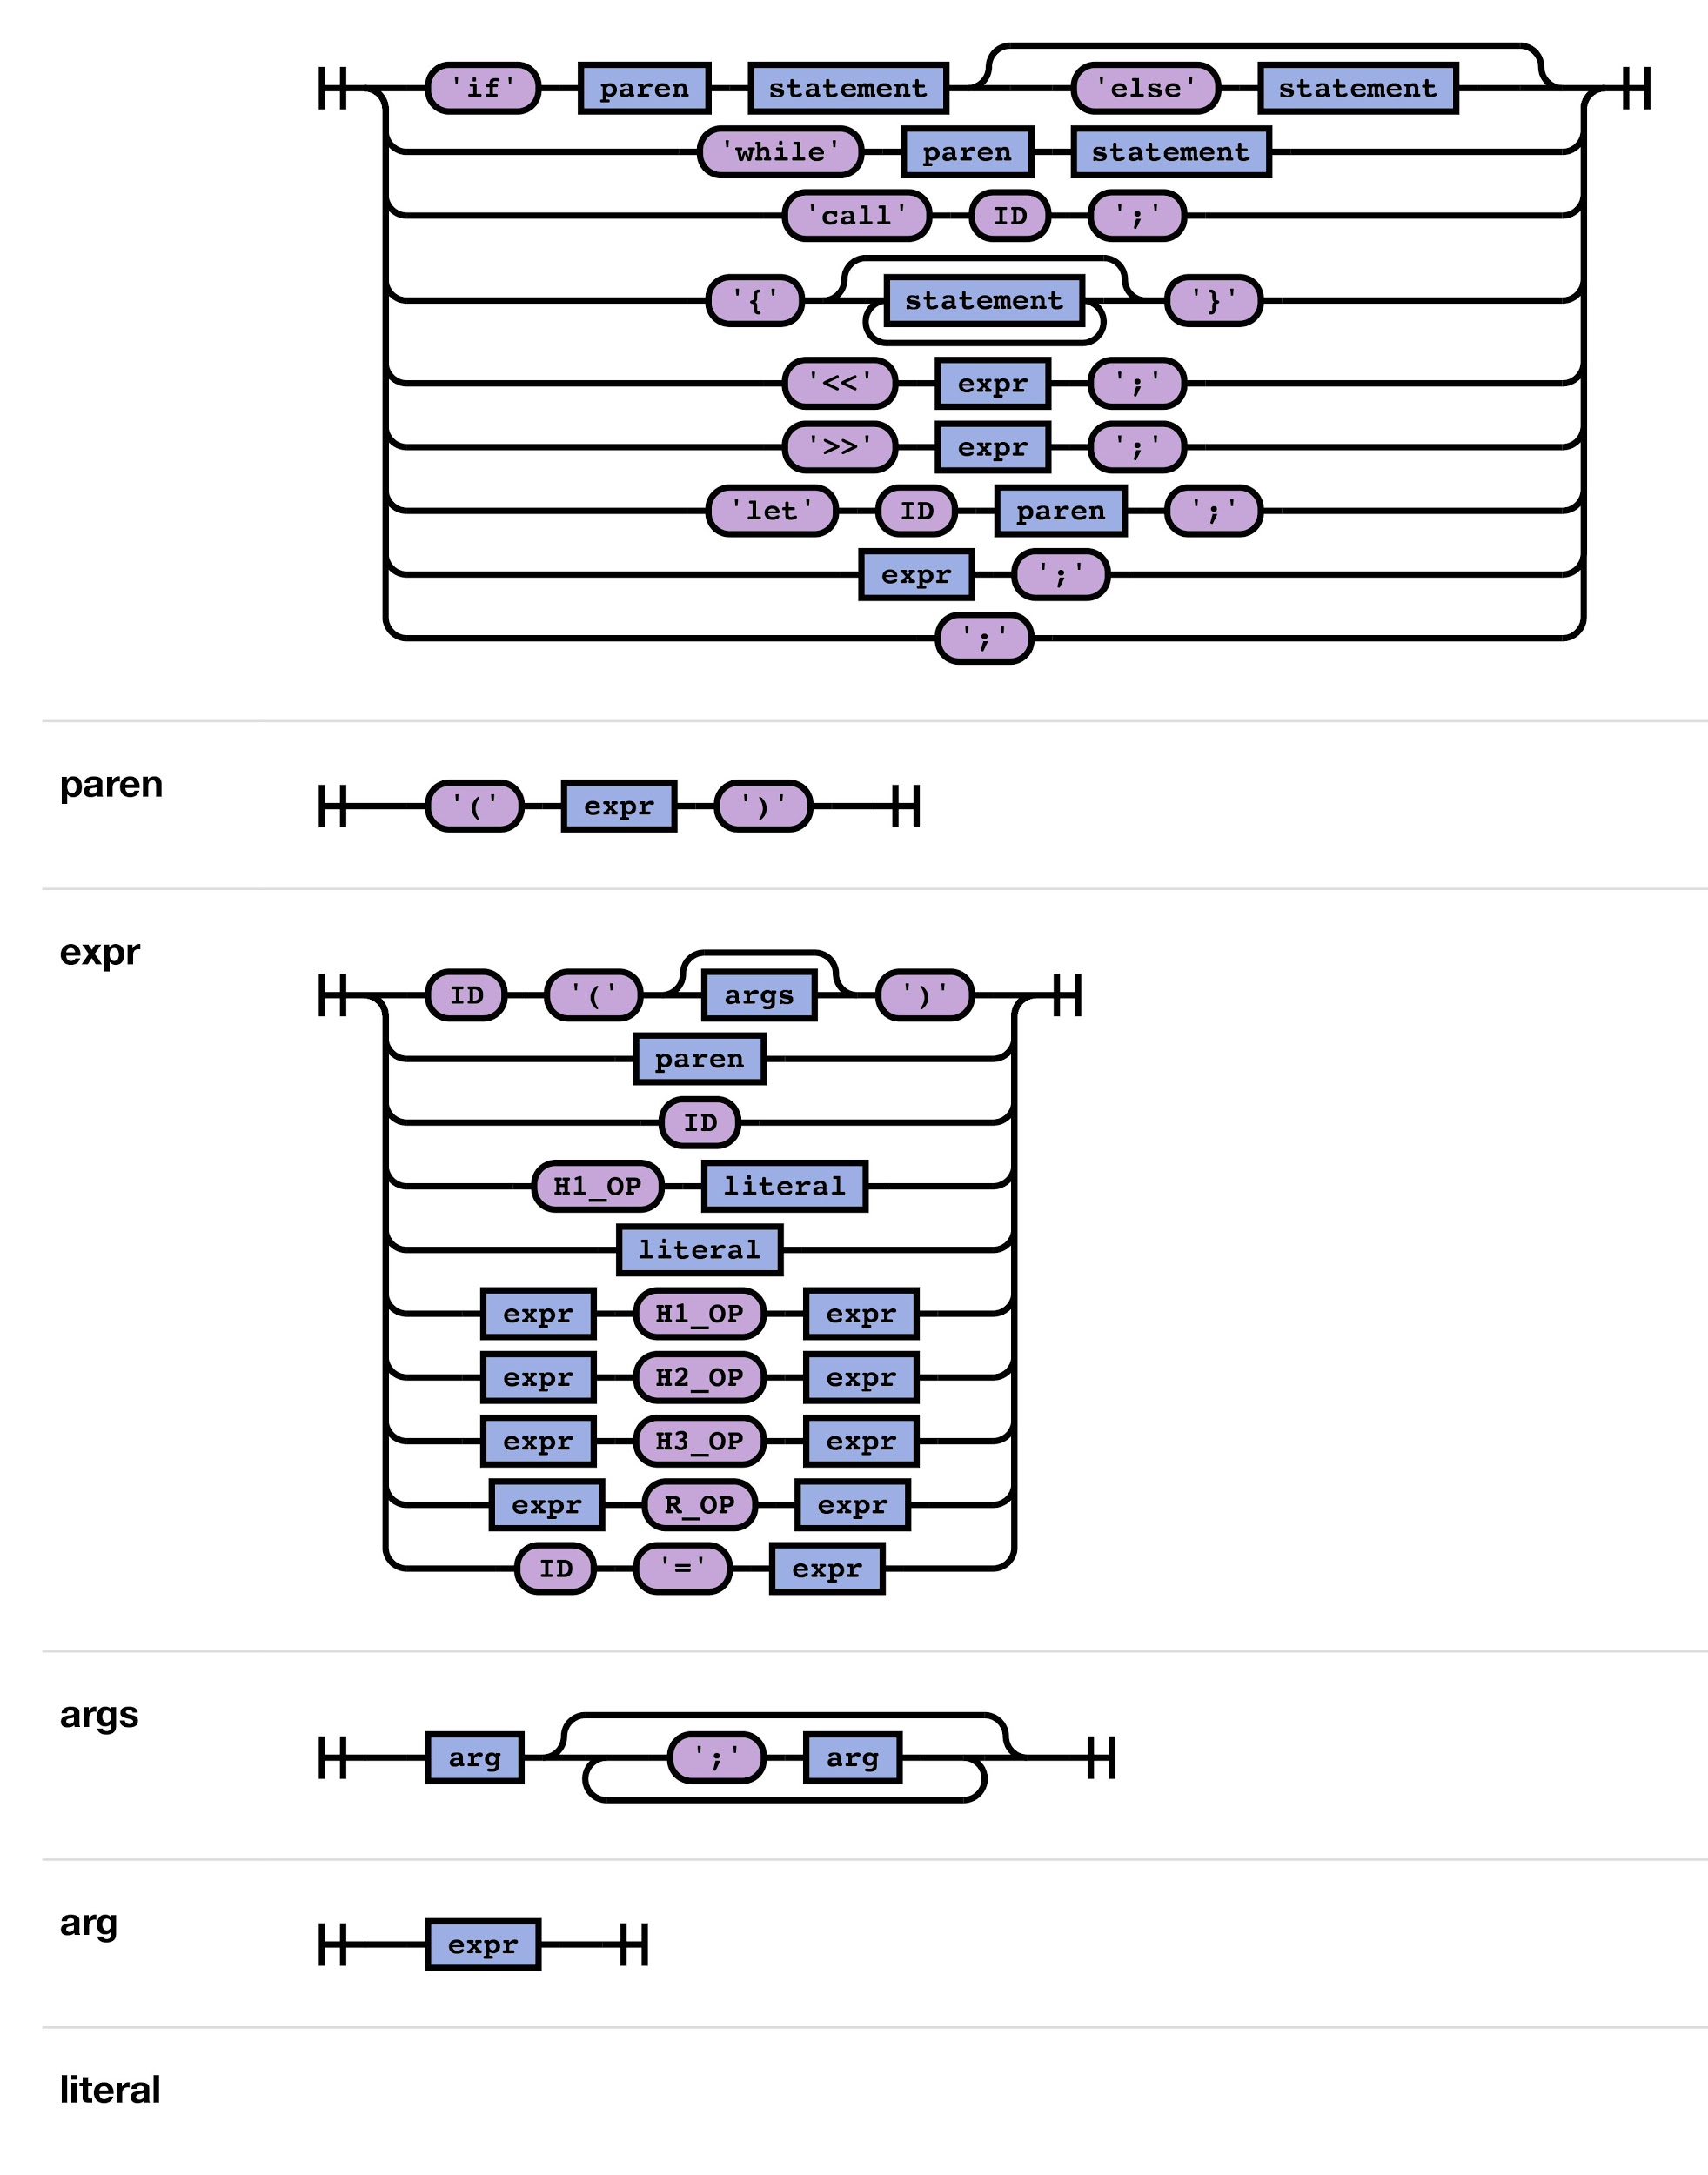 'if' paren statement 'else' statement
'while' paren statement
'call' ID ';'
'{' statement '}'
'<<' expr ';'
'>>' expr ';'
'let' ID paren ';'
expr ';'
';'
paren
'(' expr ')'
expr
ID '(' args ')'
paren
ID
H1_OP literal
literal
expr H1_OP expr
expr H2_OP expr
expr H3_OP expr
expr R_OP expr
ID '=' expr
args
arg ';' arg
arg
expr
literal